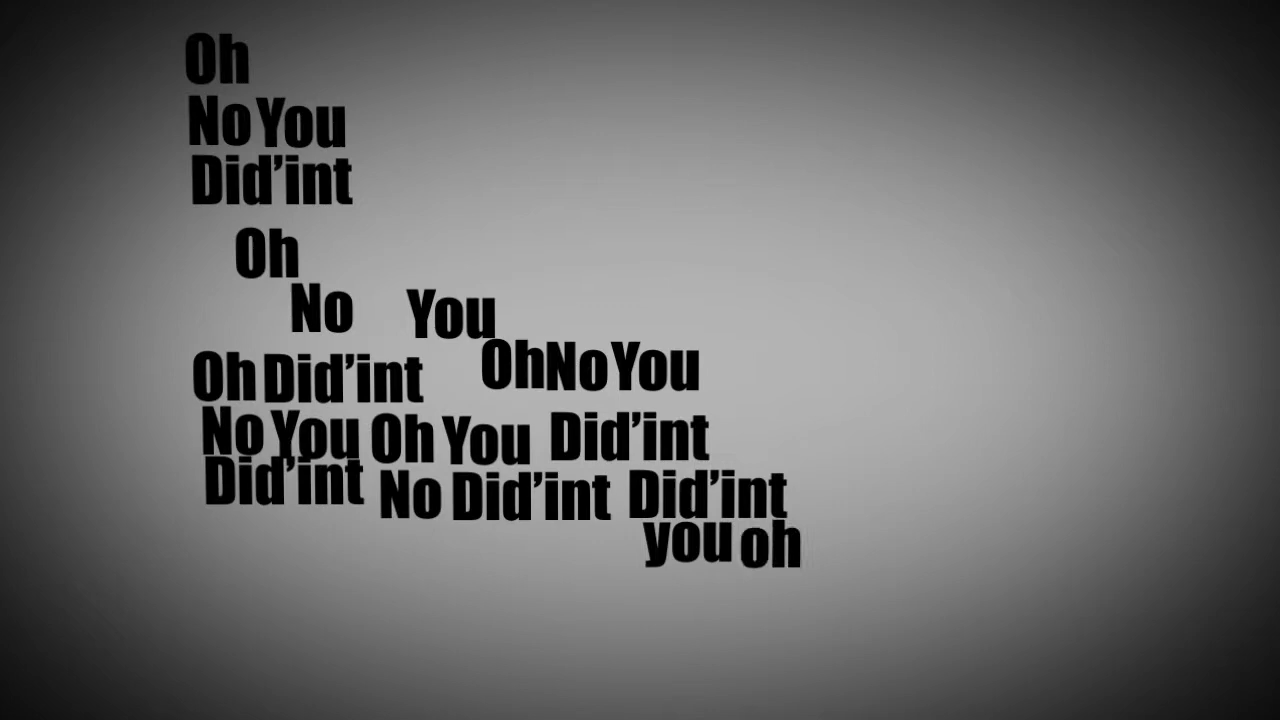 Oh
No You
Did’int
Oh
No You
Oh Did’int OhNoYou
No You Oh You Did’int
Did’int No Did’int Did’int
you oh